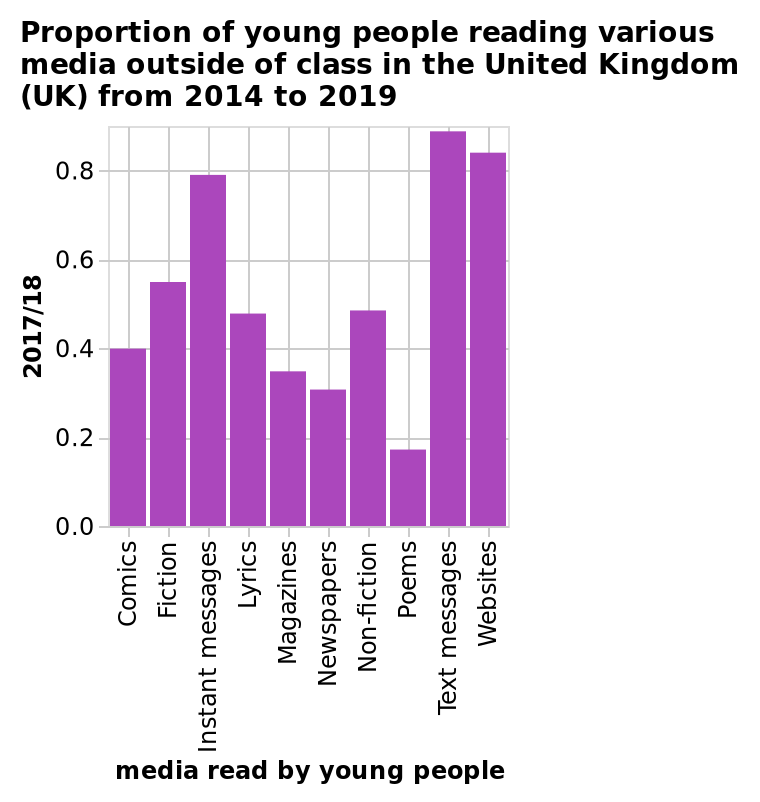 Proportion of young people reading various
media outside of class in the United Kingdom
(UK) from 2014 to 2019
2017/18
0.8
0.6
0.4
0.2
0.0
Comics
Fiction
Instant messages
Lyrics
Magazines
Newspapers
Non-fiction
Poems
Text messages
Websites
media read by young people